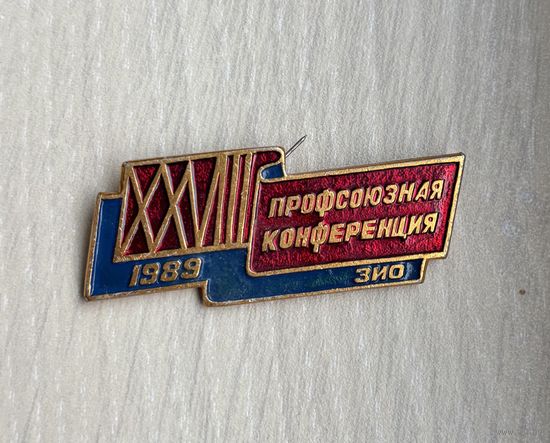 XXVIII
ПРОФСОЮЗНАЯ
КОНФЕРЕНЦИЯ
1989
ЗИО